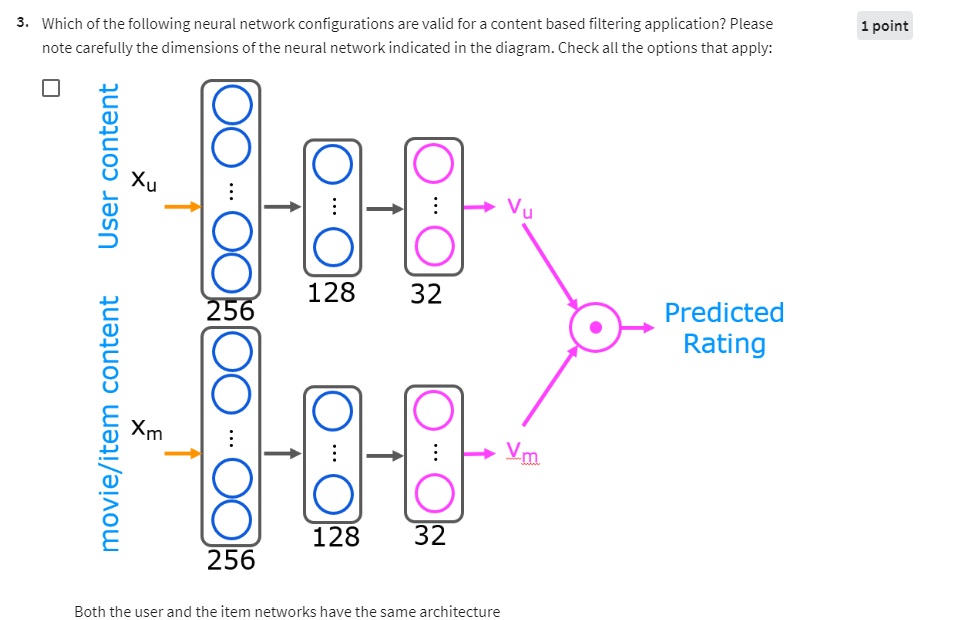 3. Which of the following neural network configurations are valid for a content based filtering application? Please
note carefully the dimensions of the neural network indicated in the diagram. Check all the options that apply:
1 point
User content
Xu
256
128
32
Vu
Predicted
Rating
movie/item content
Xm
256
128
32
Vm
Both the user and the item networks have the same architecture